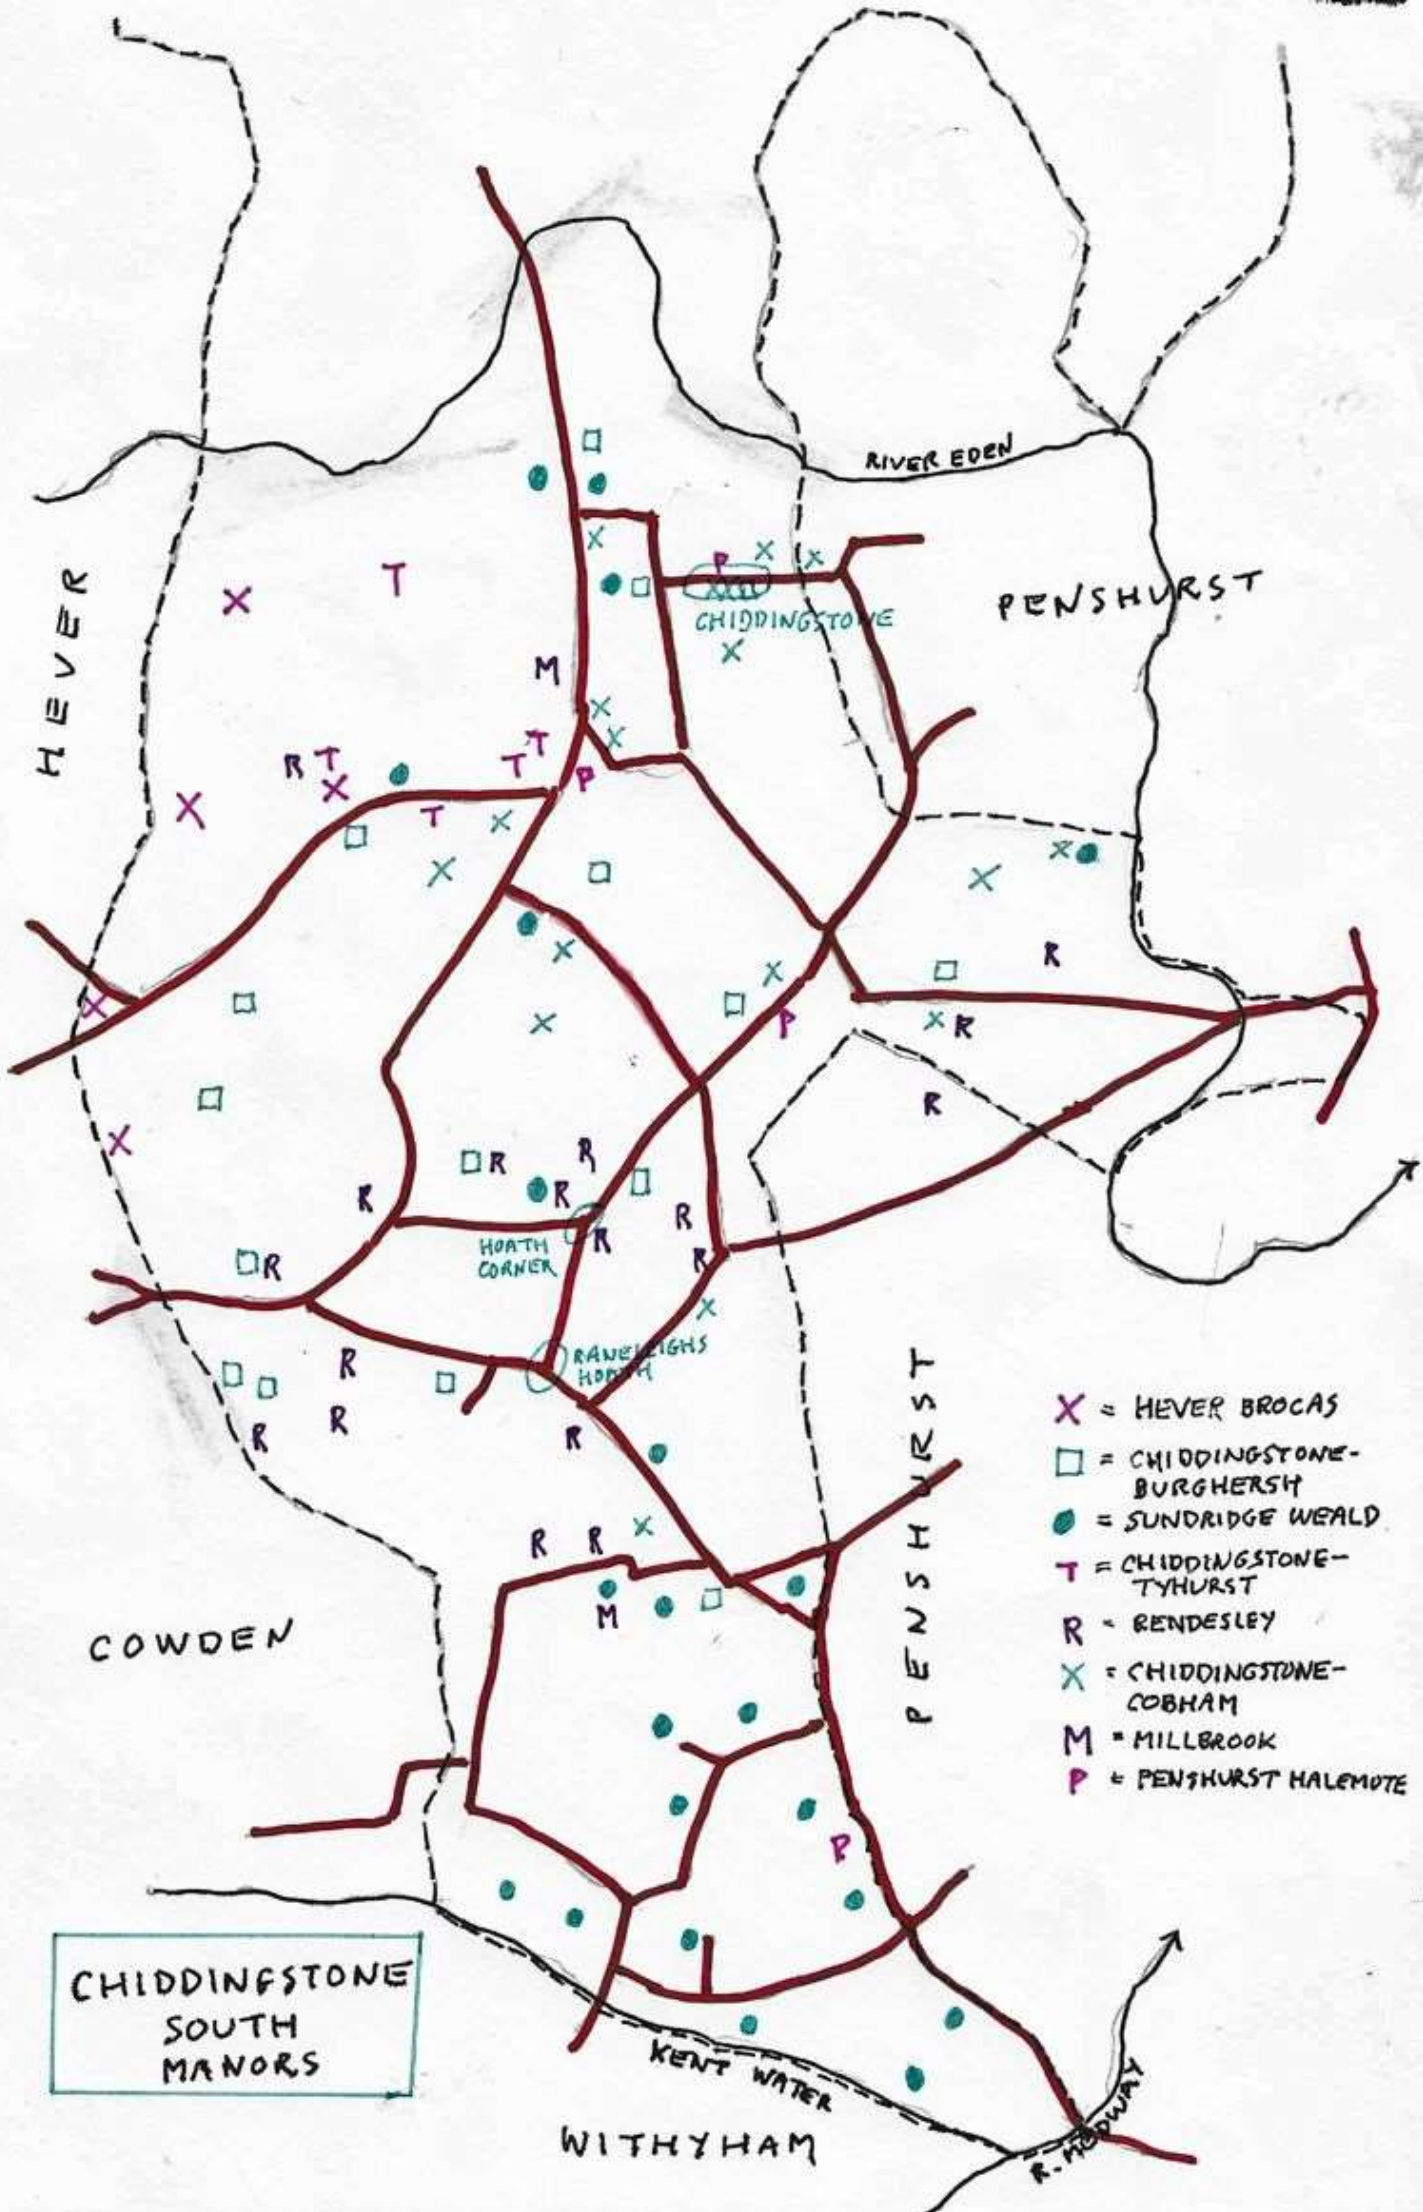 RIVER EDEN
HEVER
PENSHURST
CHIDDINGSTONE
HOATH
CORNER
RANELEIGHS
HOATH
PENSHURST
COWDEN
X = HEVER BROCAS
□ = CHIDDINGSTONE-
BURGHERSH
● = SUNDRIDGE WEALD
T = CHIDDINGSTONE-
TYHURST
R = RENDESLEY
X = CHIDDINGSTONE-
COBHAM
M = MILLBROOK
P = PENSHURST HALEMOTE
CHIDDINGSTONE
SOUTH
MANORS
KENT WATER
WITHYHAM
R. MEDWAY